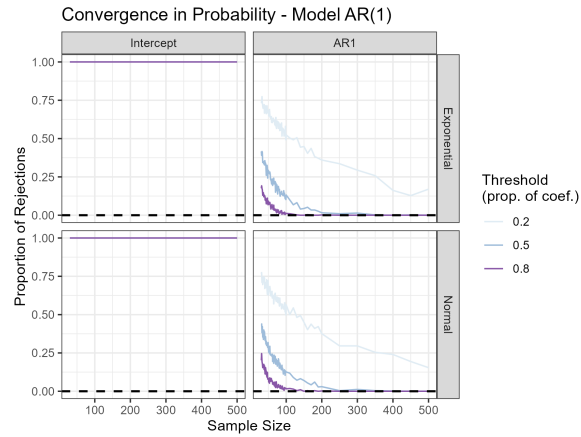 Convergence in Probability - Model AR(1)
Intercept
AR1
1.00
0.75
0.50
0.25
0.00
Exponential
1.00
0.75
0.50
0.25
0.00
Normal
Proportion of Rejections
100 200 300 400 500
100 200 300 400 500
Sample Size
Threshold
(prop. of coef.)
0.2
0.5
0.8